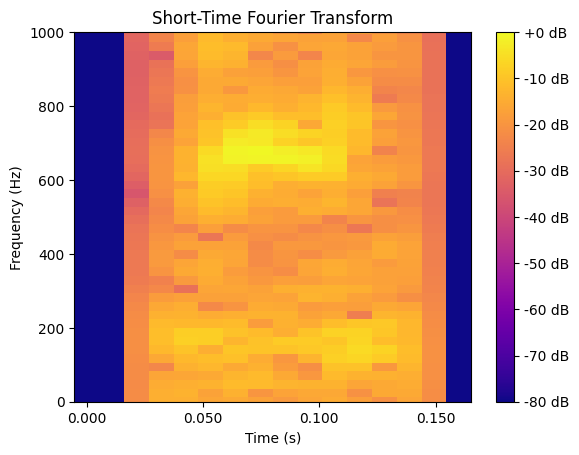 Short-Time Fourier Transform
1000
800
600
400
200
0
Frequency (Hz)
0.000
0.050
0.100
0.150
Time (s)
+0 dB
-10 dB
-20 dB
-30 dB
-40 dB
-50 dB
-60 dB
-70 dB
-80 dB